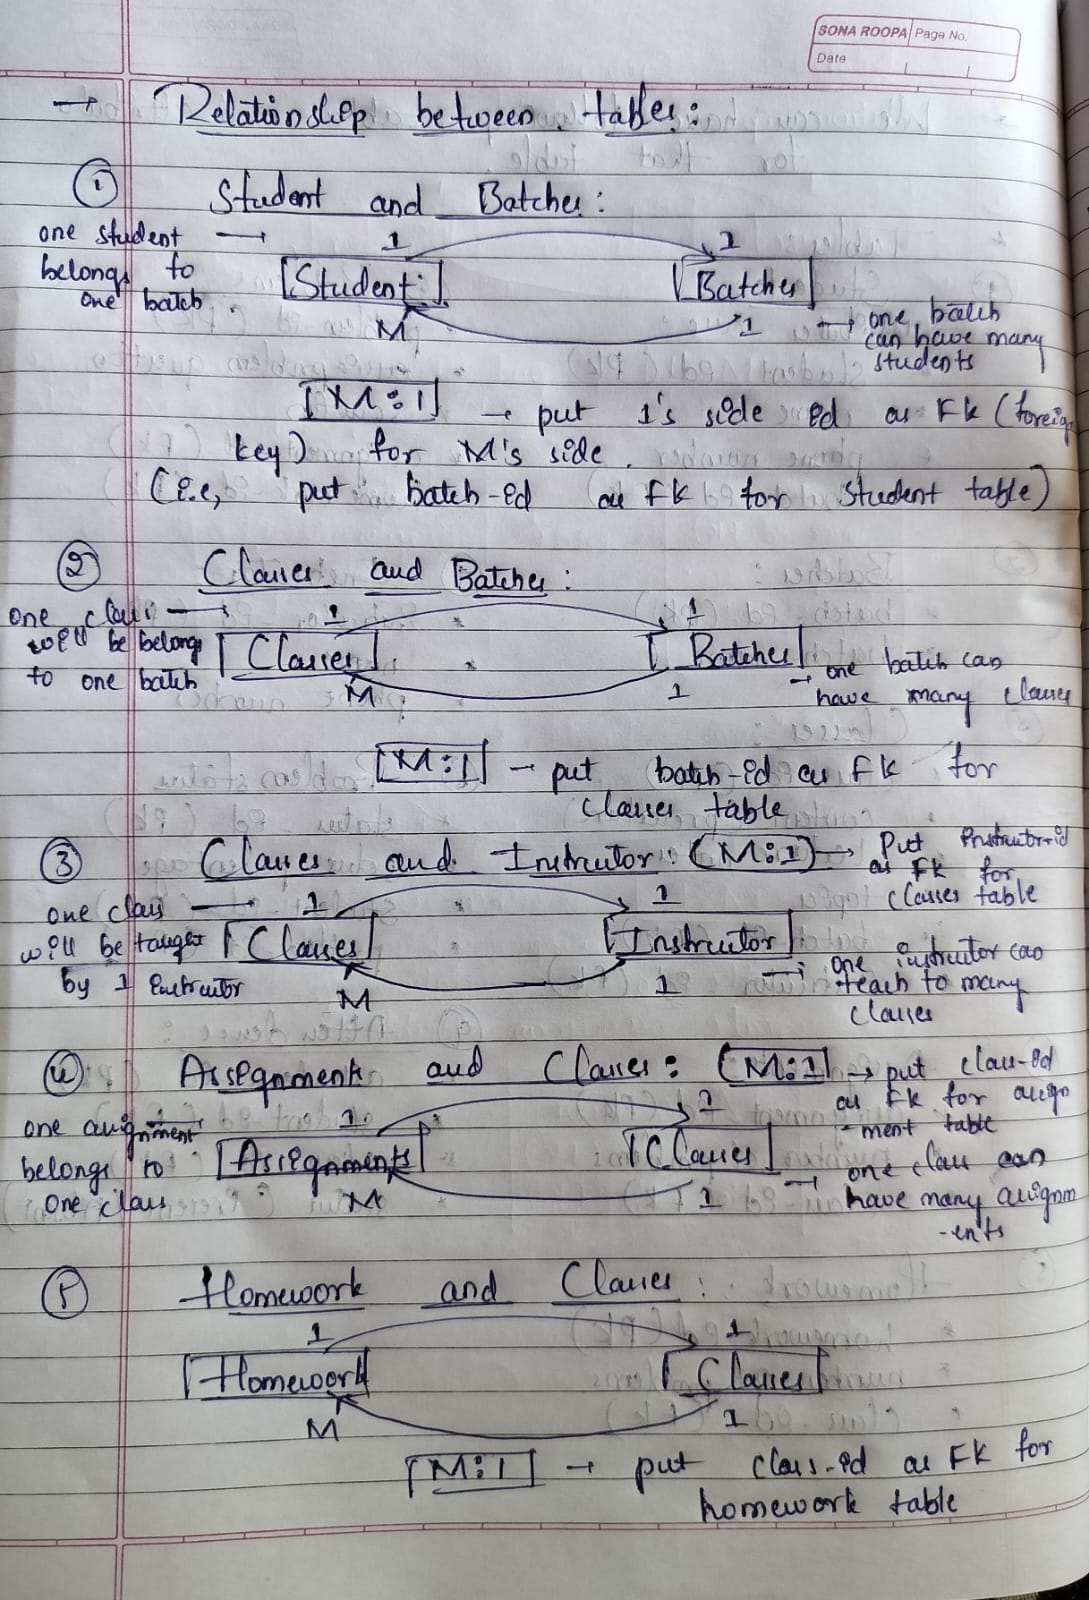 SONA ROOPA Page No.
Date
→ Relationship between tables:
① Student and Batches:
one student →
belongs to
one batch.
1 1
[Student] [Batches]
M 1
→ one batch
can have many
students
[M:1] → put 1's side id as FK (foreign
key) for M's side.
(i.e, put batch-id as FK for student table)
② Classes and Batches:
one class →
will be belongs
to one batch
1 1
[Classes] [Batches]
M 1
→ one batch can
have many classes
[M:1] → put batch-id as FK for
classes table
③ Classes and Instructor: (M:1) → Put instructor-id
as FK for
classes table
one class →
will be taught
by 1 instructor
1 1
[Classes] [Instructor]
M 1
→ one instructor can
teach to many
classes
④ Assignments and Classes: (M:1) → put class-id
as FK for assign
-ment table
one assignment
belongs to
one class
1 1
[Assignments] [Classes]
M 1
→ one class can
have many assignm
-ents
⑤ Homework and Classes:
1 1
[Homework] [Classes]
M 1
[M:1] → put class-id as FK for
homework table